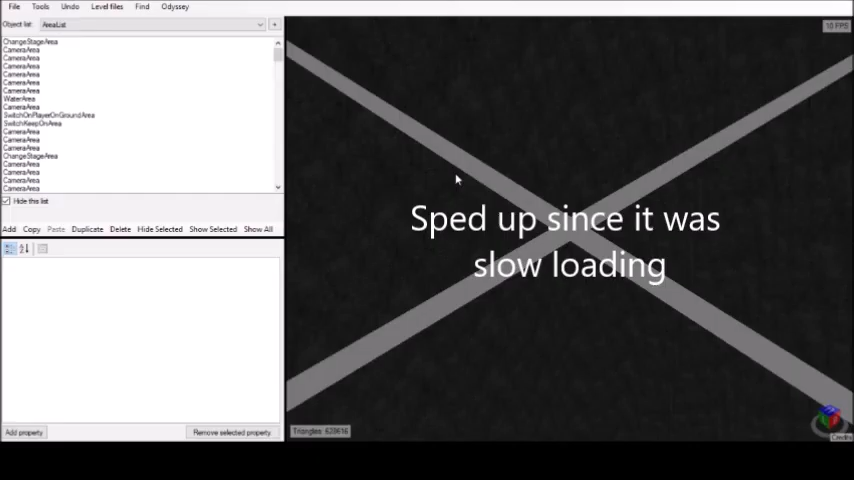 File Tools Undo Level files Find Odyssey
Object list: AreaList +
10 FPS
ChangeStageArea
CameraArea
CameraArea
CameraArea
CameraArea
CameraArea
CameraArea
WaterArea
CameraArea
SwitchOnPlayerOnGroundArea
SwitchKeepOnArea
CameraArea
CameraArea
CameraArea
ChangeStageArea
CameraArea
CameraArea
CameraArea
CameraArea
Hide this list
Add Copy Paste Duplicate Delete Hide Selected Show Selected Show All
Sped up since it was
slow loading
Add property Remove selected property
Triangles: 628616
Credits